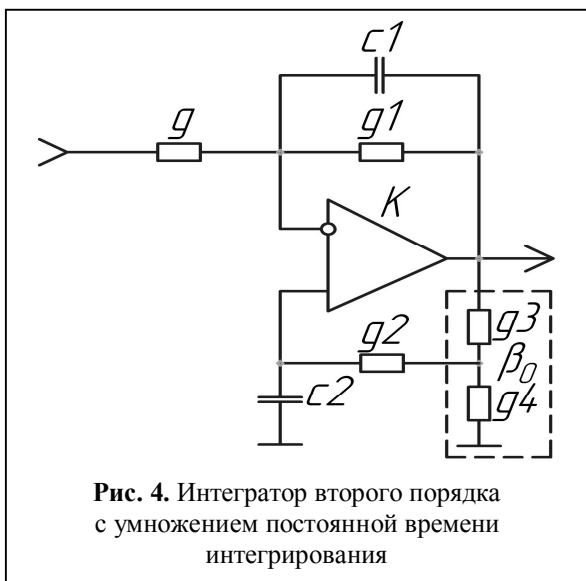 c1
g
g1
K
g3
g2
β0
c2
g4
Рис. 4. Интегратор второго порядка
с умножением постоянной времени
интегрирования